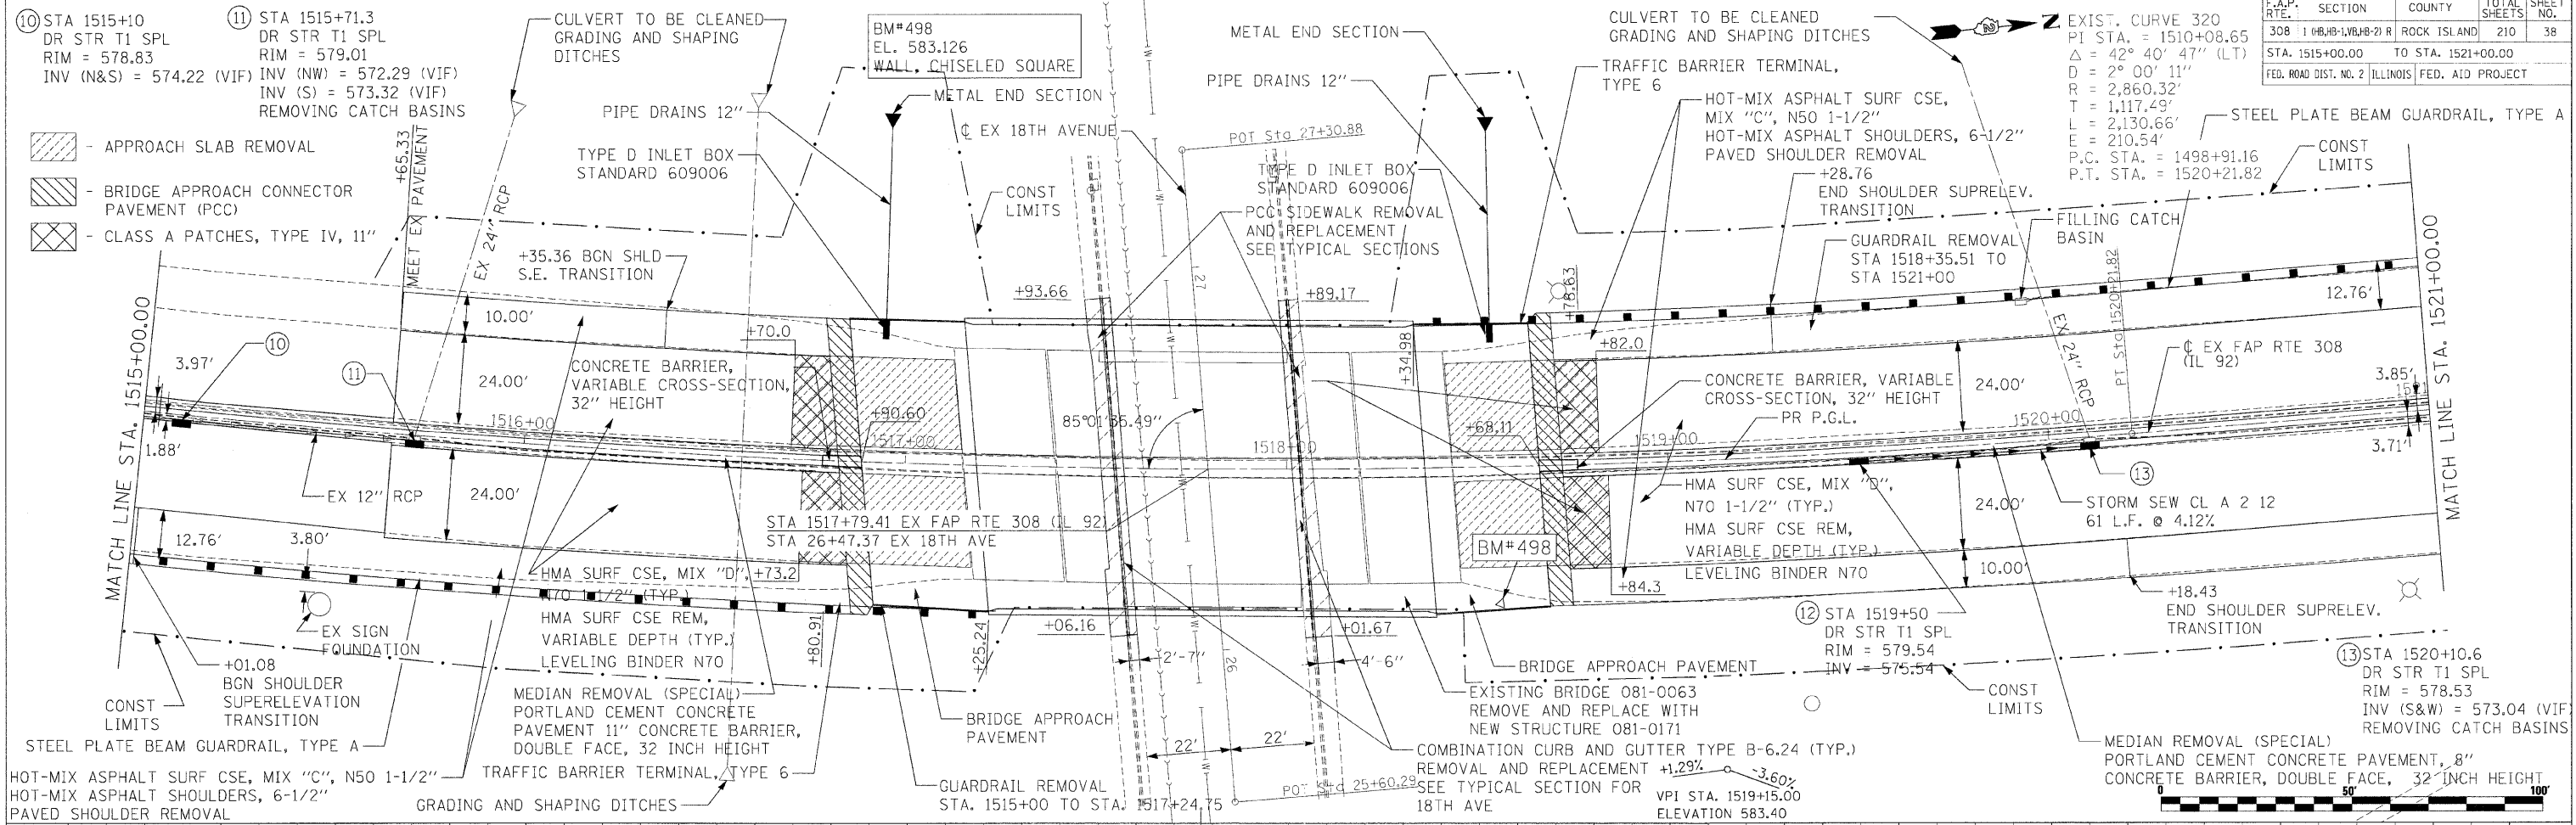 10 STA 1515+10
DR STR T1 SPL
RIM = 578.83
INV (N&S) = 574.22 (VIF)
11 STA 1515+71.3
DR STR T1 SPL
RIM = 579.01
INV (NW) = 572.29 (VIF)
INV (S) = 573.32 (VIF)
REMOVING CATCH BASINS
- APPROACH SLAB REMOVAL
- BRIDGE APPROACH CONNECTOR
PAVEMENT (PCC)
- CLASS A PATCHES, TYPE IV, 11"
CULVERT TO BE CLEANED
GRADING AND SHAPING
DITCHES
BM#498
EL. 583.126
WALL, CHISELED SQUARE
PIPE DRAINS 12"
METAL END SECTION
TYPE D INLET BOX
STANDARD 609006
℄ EX 18TH AVENUE
CONST
LIMITS
POT Sta 27+30.88
METAL END SECTION
PIPE DRAINS 12"
TYPE D INLET BOX
STANDARD 609006
PCC SIDEWALK REMOVAL
AND REPLACEMENT
SEE TYPICAL SECTIONS
CULVERT TO BE CLEANED
GRADING AND SHAPING DITCHES
TRAFFIC BARRIER TERMINAL,
TYPE 6
HOT-MIX ASPHALT SURF CSE,
MIX "C", N50 1-1/2"
HOT-MIX ASPHALT SHOULDERS, 6-1/2"
PAVED SHOULDER REMOVAL
+28.76
END SHOULDER SUPRELEV.
TRANSITION
GUARDRAIL REMOVAL
STA 1518+35.51 TO
STA 1521+00
FILLING CATCH
BASIN
Z
EXIST. CURVE 320
PI STA. = 1510+08.65
Δ = 42° 40' 47" (LT)
D = 2° 00' 11"
R = 2,860.32'
T = 1,117.49'
L = 2,130.66'
E = 210.54'
P.C. STA. = 1498+91.16
P.T. STA. = 1520+21.82
F.A.P. RTE. SECTION COUNTY TOTAL SHEETS SHEET NO.
308 1 (HB,HB-1,VB,HB-2) R ROCK ISLAND 210 38
STA. 1515+00.00 TO STA. 1521+00.00
FED. ROAD DIST. NO. 2 ILLINOIS FED. AID PROJECT
STEEL PLATE BEAM GUARDRAIL, TYPE A
CONST
LIMITS
MATCH LINE STA. 1515+00.00
+65.33
MEET EX PAVEMENT
EX 24" RCP
+35.36 BGN SHLD
S.E. TRANSITION
10.00'
24.00'
3.97'
10
11
1.88'
1516+00
CONCRETE BARRIER,
VARIABLE CROSS-SECTION,
32" HEIGHT
+70.0
+90.60
1517+00
+93.66
+89.17
27
85°01'35.49"
1518+00
+34.98
+78.63
+82.0
+68.11
1519+00
CONCRETE BARRIER, VARIABLE
CROSS-SECTION, 32" HEIGHT
PR P.G.L.
24.00'
EX 24" RCP
PT Sta 1520+21.82
1520+00
℄ EX FAP RTE 308
(IL 92)
12.76'
3.85'
1521
3.71'
MATCH LINE STA. 1521+00.00
EX 12" RCP
24.00'
12.76'
3.80'
STA 1517+79.41 EX FAP RTE 308 (IL 92)
STA 26+47.37 EX 18TH AVE
HMA SURF CSE, MIX "D",
N70 1-1/2" (TYP.)
HMA SURF CSE REM,
VARIABLE DEPTH (TYP.)
LEVELING BINDER N70
+73.2
+80.91
+25.24
+06.16
+01.67
26
2'-7"
4'-6"
BM#498
HMA SURF CSE, MIX "D",
N70 1-1/2" (TYP.)
HMA SURF CSE REM,
VARIABLE DEPTH (TYP.)
LEVELING BINDER N70
+84.3
13
STORM SEW CL A 2 12
61 L.F. @ 4.12%
24.00'
10.00'
+18.43
END SHOULDER SUPRELEV.
TRANSITION
EX SIGN
FOUNDATION
+01.08
BGN SHOULDER
SUPERELEVATION
TRANSITION
CONST
LIMITS
STEEL PLATE BEAM GUARDRAIL, TYPE A
HOT-MIX ASPHALT SURF CSE, MIX "C", N50 1-1/2"
HOT-MIX ASPHALT SHOULDERS, 6-1/2"
PAVED SHOULDER REMOVAL
MEDIAN REMOVAL (SPECIAL)
PORTLAND CEMENT CONCRETE
PAVEMENT 11" CONCRETE BARRIER,
DOUBLE FACE, 32 INCH HEIGHT
TRAFFIC BARRIER TERMINAL, TYPE 6
GRADING AND SHAPING DITCHES
BRIDGE APPROACH
PAVEMENT
GUARDRAIL REMOVAL
STA. 1515+00 TO STA. 1517+24.75
22'
22'
POT Sta 25+60.29
BRIDGE APPROACH PAVEMENT
EXISTING BRIDGE 081-0063
REMOVE AND REPLACE WITH
NEW STRUCTURE 081-0171
COMBINATION CURB AND GUTTER TYPE B-6.24 (TYP.)
REMOVAL AND REPLACEMENT
SEE TYPICAL SECTION FOR
18TH AVE
+1.29%
-3.60%
VPI STA. 1519+15.00
ELEVATION 583.40
12 STA 1519+50
DR STR T1 SPL
RIM = 579.54
INV = 575.54
CONST
LIMITS
13 STA 1520+10.6
DR STR T1 SPL
RIM = 578.53
INV (S&W) = 573.04 (VIF)
REMOVING CATCH BASINS
MEDIAN REMOVAL (SPECIAL)
PORTLAND CEMENT CONCRETE PAVEMENT, 8"
CONCRETE BARRIER, DOUBLE FACE, 32 INCH HEIGHT
0 50' 100'